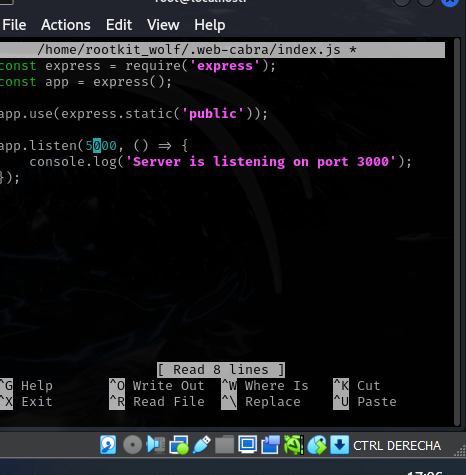 root@localhost:
File Actions Edit View Help
/home/rootkit_wolf/.web-cabra/index.js *
const express = require('express');
const app = express();
app.use(express.static('public'));
app.listen(5000, () => {
console.log('Server is listening on port 3000');
});
[ Read 8 lines ]
^G Help ^O Write Out ^W Where Is ^K Cut
^X Exit ^R Read File ^\ Replace ^U Paste
CTRL DERECHA
17:06